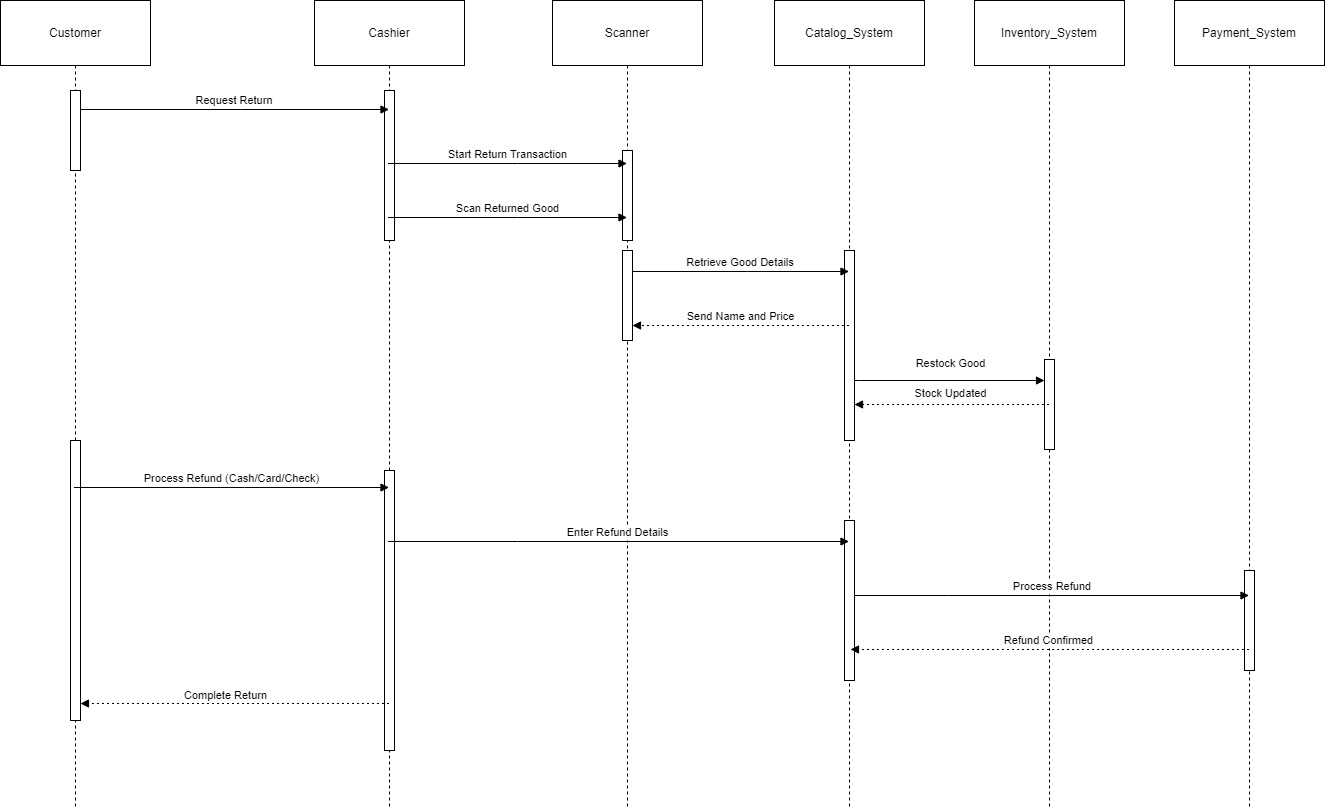 Customer
Cashier
Scanner
Catalog_System
Inventory_System
Payment_System
Request Return
Start Return Transaction
Scan Returned Good
Retrieve Good Details
Send Name and Price
Restock Good
Stock Updated
Process Refund (Cash/Card/Check)
Enter Refund Details
Process Refund
Refund Confirmed
Complete Return